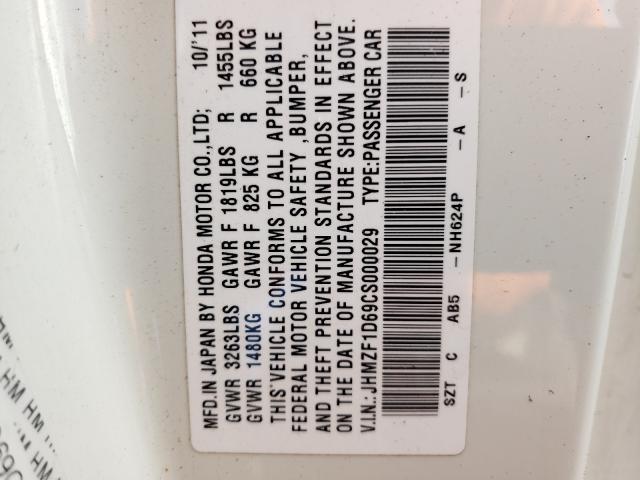 MFD.IN JAPAN BY HONDA MOTOR CO.,LTD; 10/'11
GVWR 3263LBS GAWR F 1819LBS R 1455LBS
GVWR 1480KG GAWR F 825 KG R 660 KG
THIS VEHICLE CONFORMS TO ALL APPLICABLE
FEDERAL MOTOR VEHICLE SAFETY ,BUMPER,
AND THEFT PREVENTION STANDARDS IN EFFECT
ON THE DATE OF MANUFACTURE SHOWN ABOVE.
V.I.N.:JHMZF1D69CS000029 TYPE:PASSENGER CAR
SZT C AB5 -NH624P -A -S